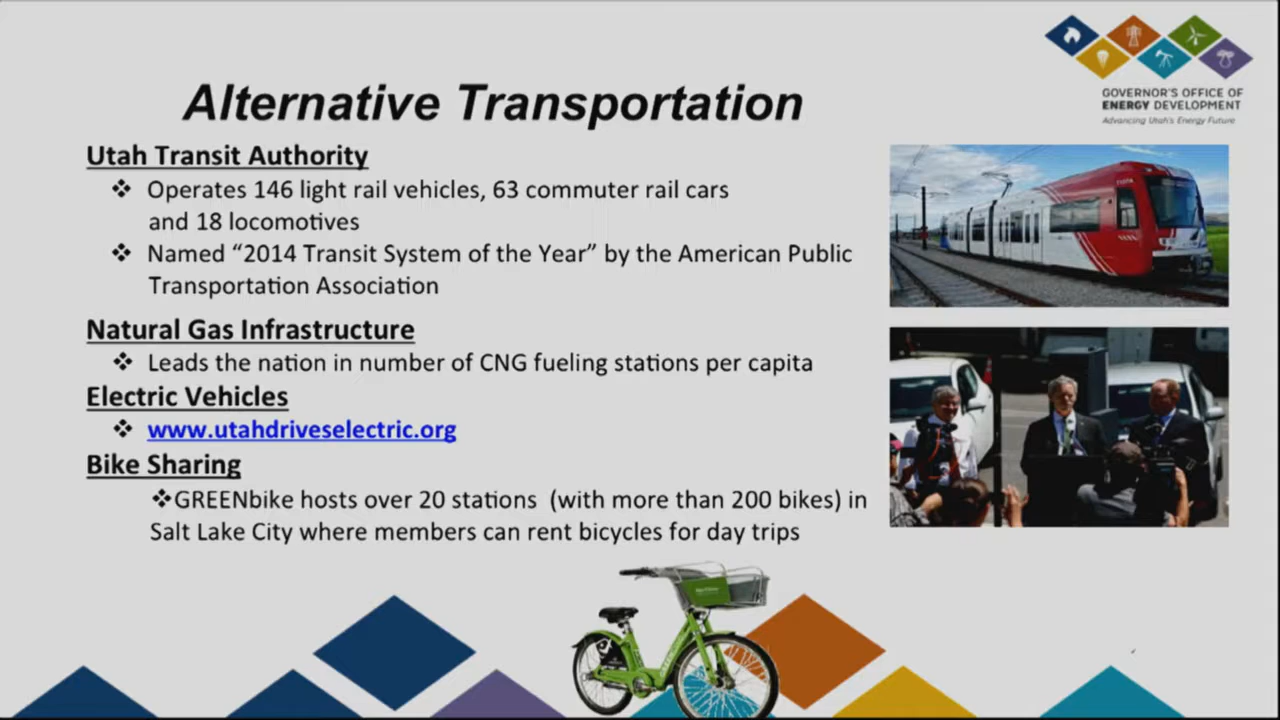 Alternative Transportation
GOVERNOR'S OFFICE OF
ENERGY DEVELOPMENT
Advancing Utah's Energy Future
Utah Transit Authority
❖ Operates 146 light rail vehicles, 63 commuter rail cars
and 18 locomotives
❖ Named “2014 Transit System of the Year” by the American Public
Transportation Association
Natural Gas Infrastructure
❖ Leads the nation in number of CNG fueling stations per capita
Electric Vehicles
❖ www.utahdriveselectric.org
Bike Sharing
❖GREENbike hosts over 20 stations (with more than 200 bikes) in
Salt Lake City where members can rent bicycles for day trips